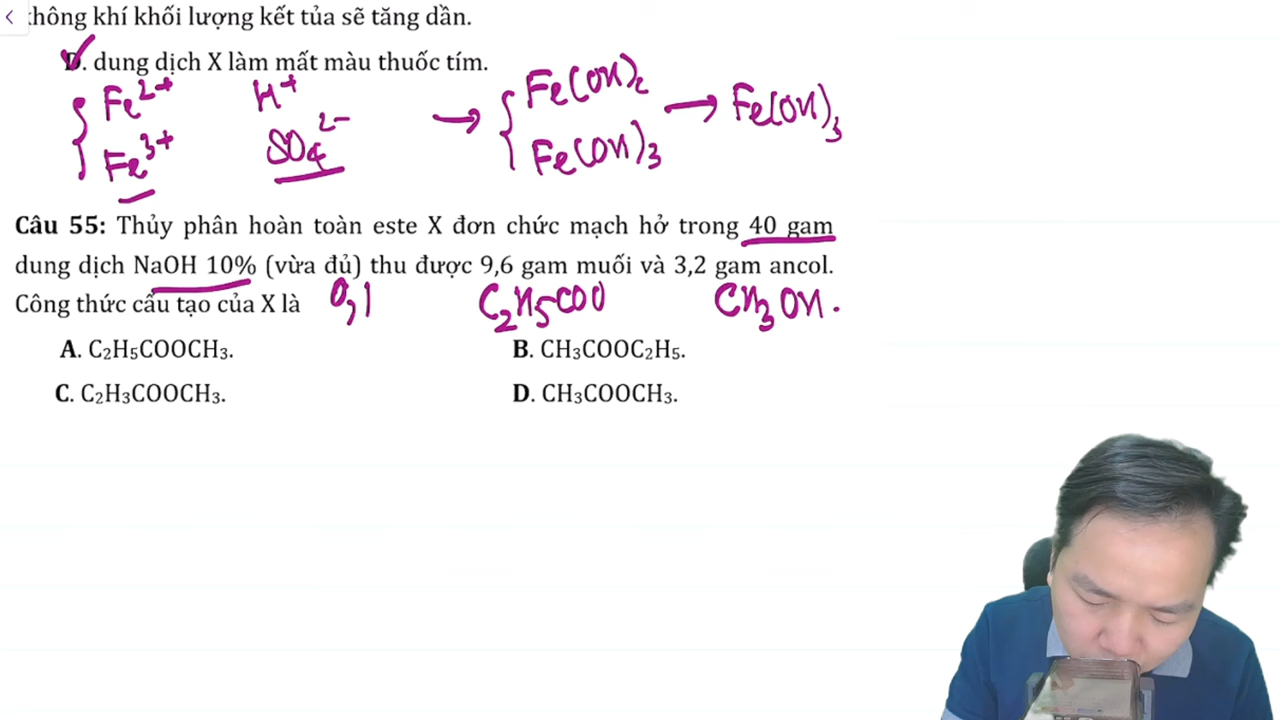 không khí khối lượng kết tủa sẽ tăng dần.
D. dung dịch X làm mất màu thuốc tím.
Fe²⁺ H⁺ → Fe(OH)₂ → Fe(OH)₃
Fe³⁺ SO₄²⁻ Fe(OH)₃
Câu 55: Thủy phân hoàn toàn este X đơn chức mạch hở trong 40 gam
dung dịch NaOH 10% (vừa đủ) thu được 9,6 gam muối và 3,2 gam ancol.
Công thức cấu tạo của X là 0,1 C₂H₅COO CH₃OH.
A. C₂H₅COOCH₃. B. CH₃COOC₂H₅.
C. C₂H₃COOCH₃. D. CH₃COOCH₃.